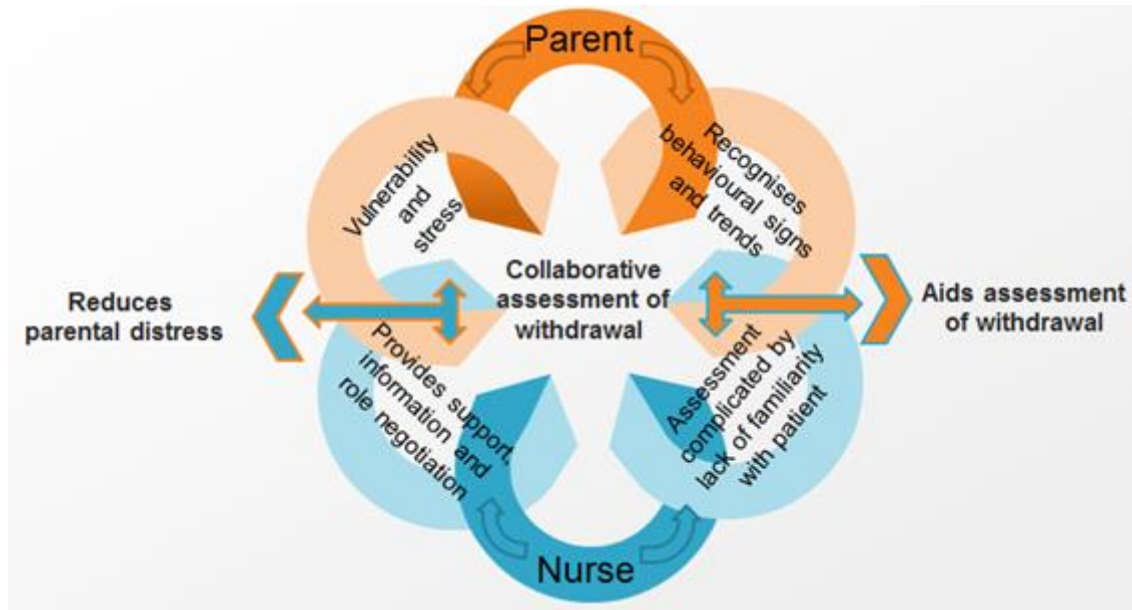 Parent
Vulnerability
and
stress
Recognises
behavioural signs
and trends
Collaborative
assessment of
withdrawal
Reduces
parental distress
Aids assessment
of withdrawal
Provides support,
information and
role negotiation
Assessment
complicated by
lack of familiarity
with patient
Nurse